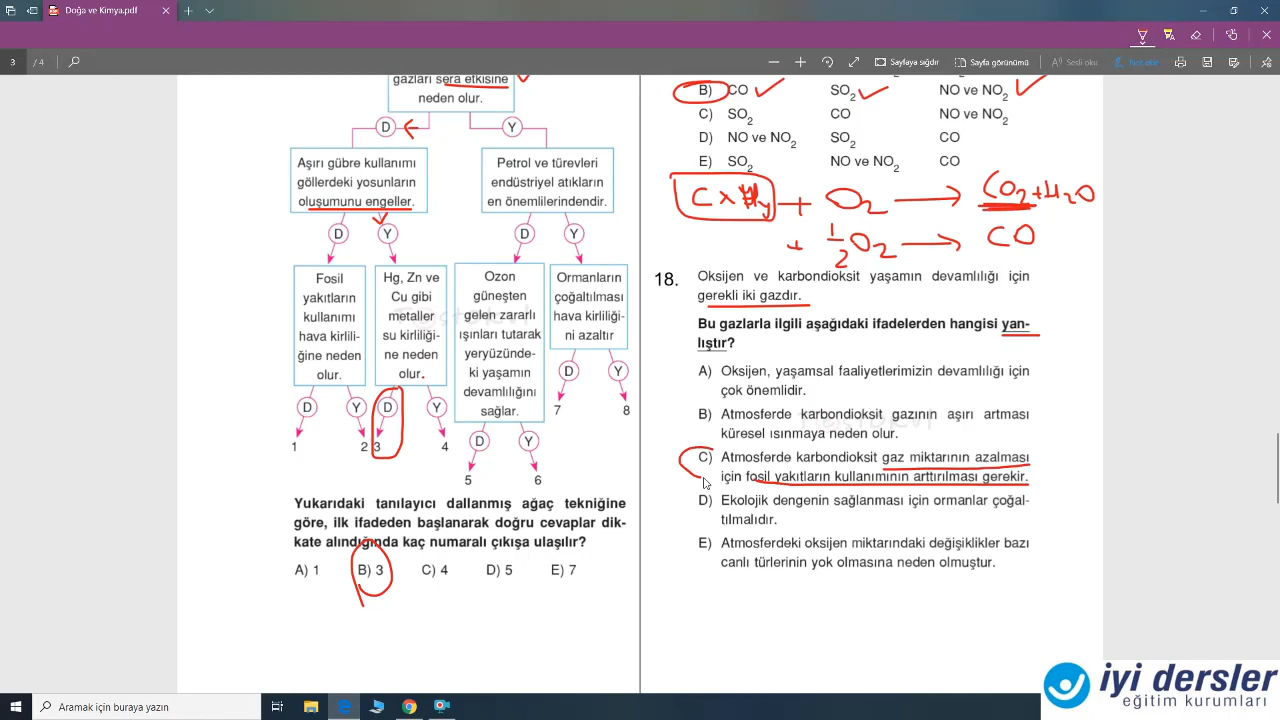 Doğa ve Kimya.pdf
3 /4
Sayfaya sığdır
Sayfa görünümü
Sesli oku
gazları sera etkisine
neden olur.
D
Y
Aşırı gübre kullanımı
göllerdeki yosunların
oluşumunu engeller.
Petrol ve türevleri
endüstriyel atıkların
en önemlilerindendir.
D
Y
D
Y
Fosil
yakıtların
kullanımı
hava kirlili-
ğine neden
olur.
Hg, Zn ve
Cu gibi
metaller
su kirliliği-
ne neden
olur.
Ozon
güneşten
gelen zararlı
ışınları tutarak
yeryüzünde-
ki yaşamın
devamlılığını
sağlar.
Ormanların
çoğaltılması
hava kirliliği-
ni azaltır
D
Y
D
Y
D
Y
D
Y
1
2
3
4
5
6
7
8
Yukarıdaki tanılayıcı dallanmış ağaç tekniğine
göre, ilk ifadeden başlanarak doğru cevaplar dik-
kate alındığında kaç numaralı çıkışa ulaşılır?
A) 1 B) 3 C) 4 D) 5 E) 7
B) CO SO2 NO ve NO2
C) SO2 CO NO ve NO2
D) NO ve NO2 SO2 CO
E) SO2 NO ve NO2 CO
CxHy + O2 → CO2+H2O
+ 1/2 O2 → CO
18. Oksijen ve karbondioksit yaşamın devamlılığı için
gerekli iki gazdır.
Bu gazlarla ilgili aşağıdaki ifadelerden hangisi yan-
lıştır?
A) Oksijen, yaşamsal faaliyetlerimizin devamlılığı için
çok önemlidir.
B) Atmosferde karbondioksit gazının aşırı artması
küresel ısınmaya neden olur.
C) Atmosferde karbondioksit gaz miktarının azalması
için fosil yakıtların kullanımının arttırılması gerekir.
D) Ekolojik dengenin sağlanması için ormanlar çoğal-
tılmalıdır.
E) Atmosferdeki oksijen miktarındaki değişiklikler bazı
canlı türlerinin yok olmasına neden olmuştur.
iyi dersler
eğitim kurumları
Aramak için buraya yazın